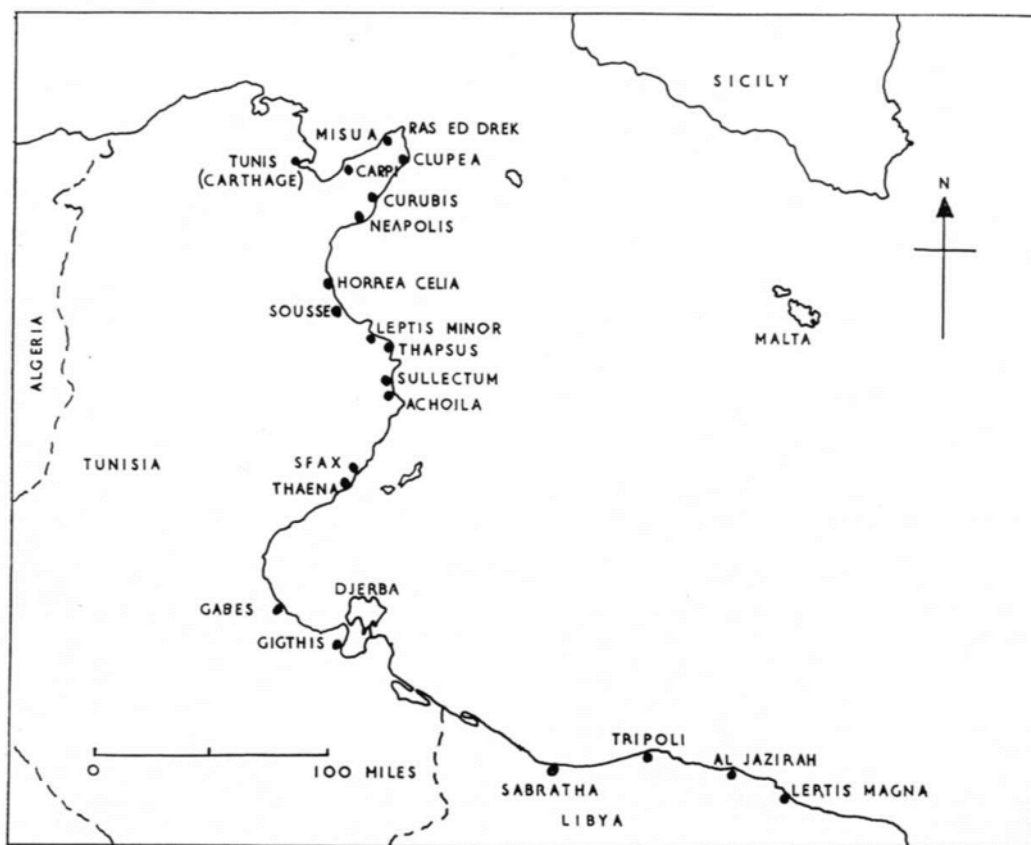 SICILY
MISUA
RAS ED DREK
TUNIS
(CARTHAGE)
CARPI
CLUPEA
N
CURUBIS
NEAPOLIS
HORREA CELIA
SOUSSE
LEPTIS MINOR
THAPSUS
MALTA
ALGERIA
SULLECTUM
ACHOILA
TUNISIA
SFAX
THAENA
DJERBA
GABES
GIGTHIS
TRIPOLI
AL JAZIRAH
0
100 MILES
SABRATHA
LERTIS MAGNA
LIBYA